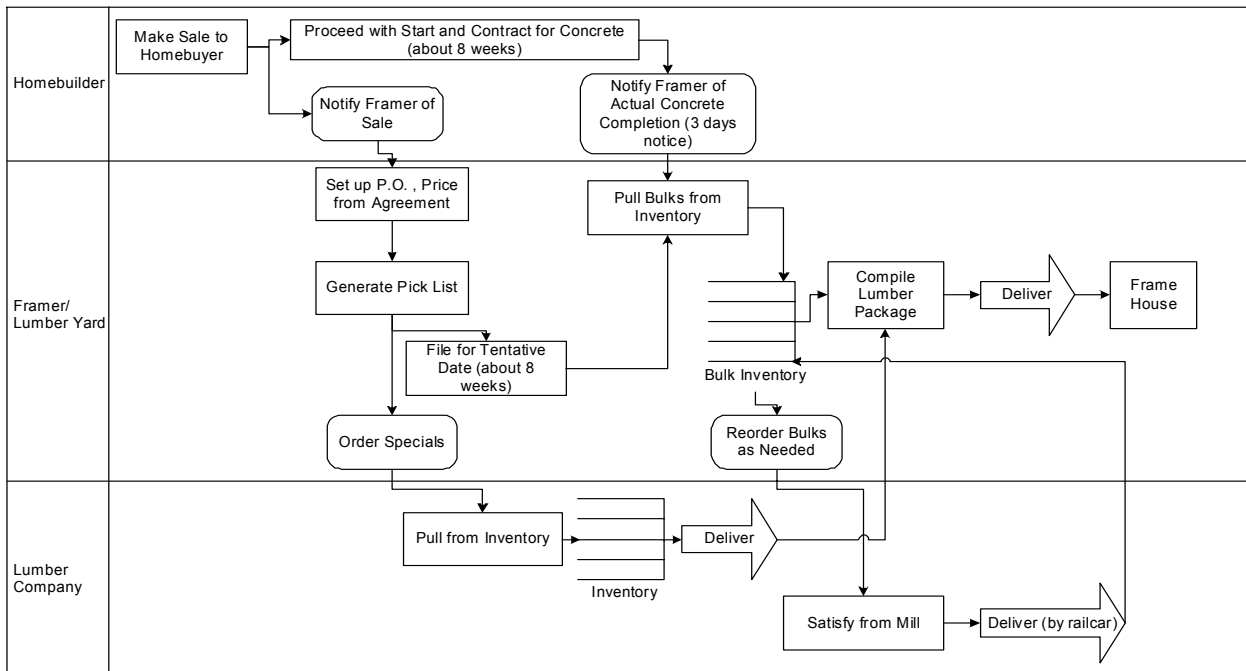 Homebuilder
Make Sale to
Homebuyer
Proceed with Start and Contract for Concrete
(about 8 weeks)
Notify Framer of
Sale
Notify Framer of
Actual Concrete
Completion (3 days
notice)
Framer/
Lumber Yard
Set up P.O. , Price
from Agreement
Pull Bulks from
Inventory
Generate Pick List
File for Tentative
Date (about 8
weeks)
Bulk Inventory
Compile
Lumber
Package
Deliver
Frame
House
Order Specials
Reorder Bulks
as Needed
Lumber
Company
Pull from Inventory
Inventory
Deliver
Satisfy from Mill
Deliver (by railcar)